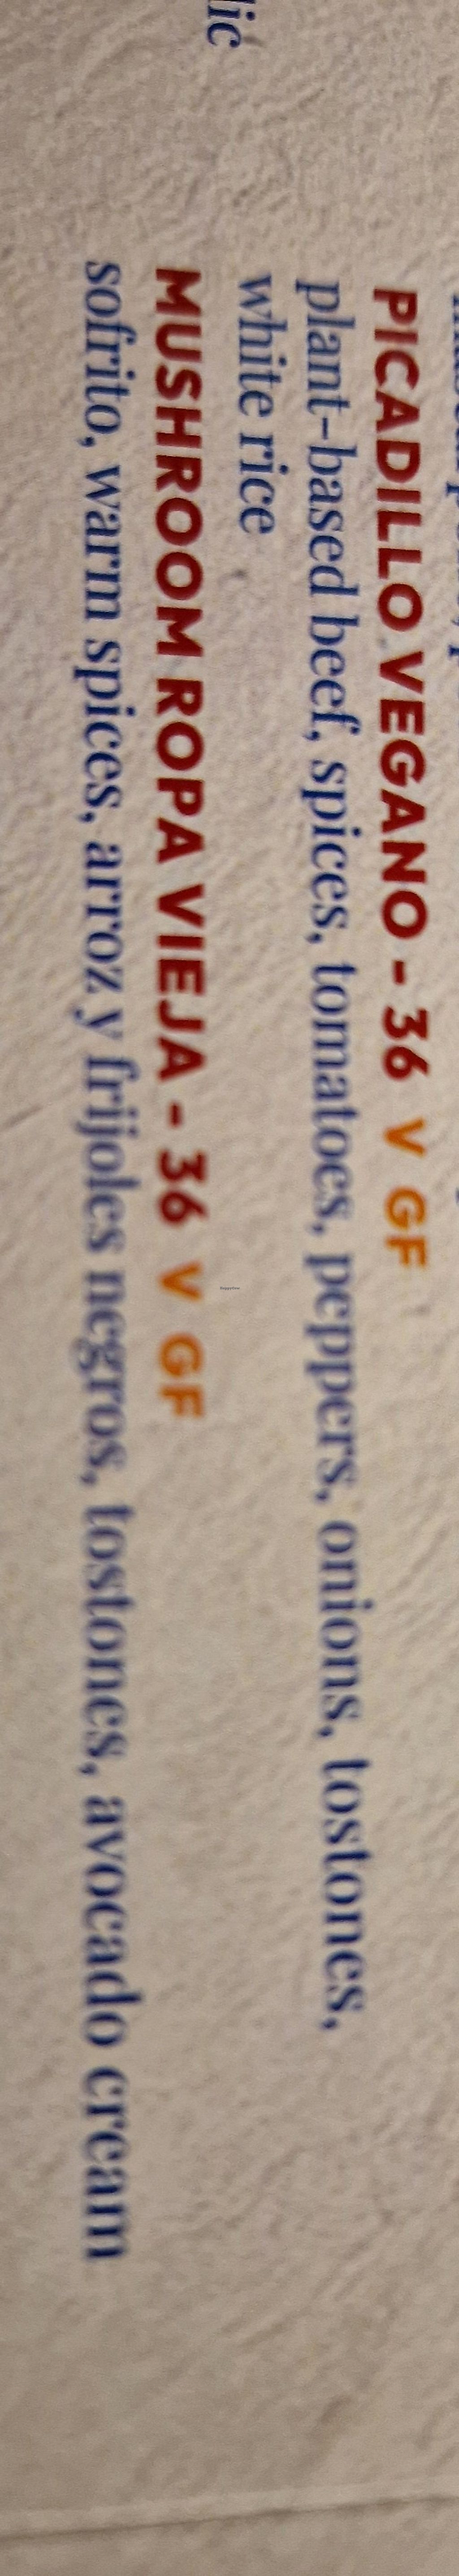 PICADILLO VEGANO - 36 V GF
plant-based beef, spices, tomatoes, peppers, onions, tostones,
white rice
MUSHROOM ROPA VIEJA - 36 V GF
sofrito, warm spices, arroz y frijoles negros, tostones, avocado cream